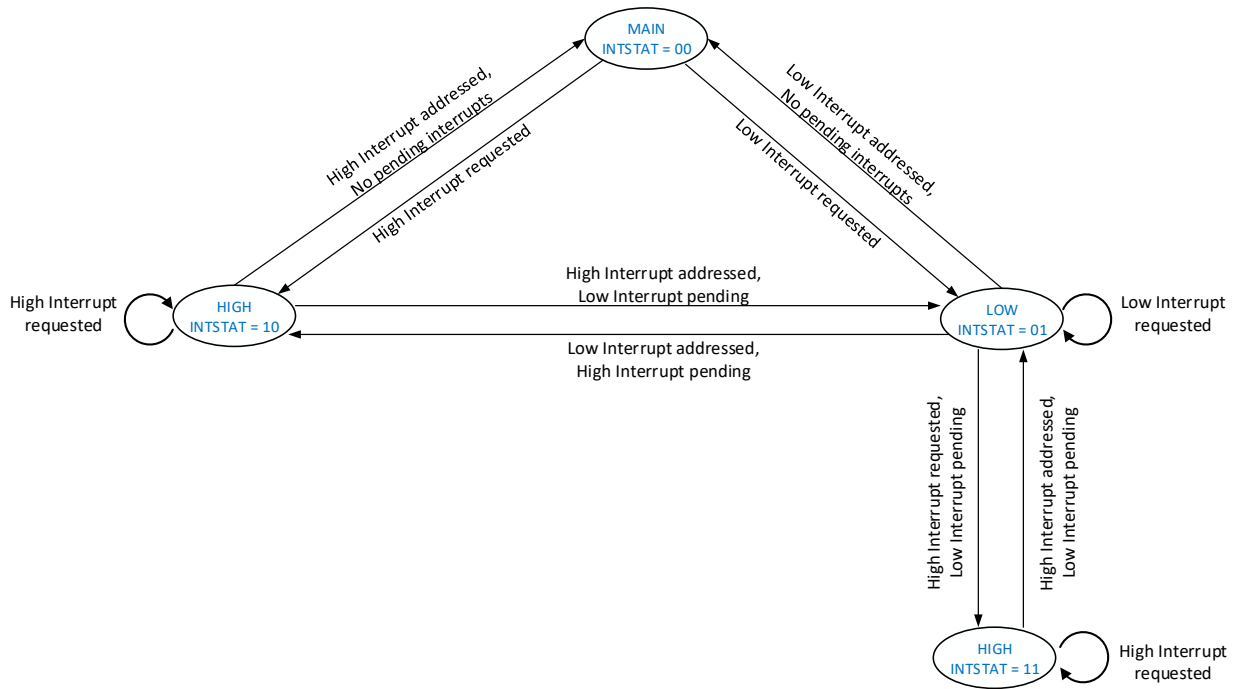 MAIN
INTSTAT = 00
High Interrupt addressed,
No pending interrupts
High Interrupt requested
Low Interrupt addressed,
No pending interrupts
Low Interrupt requested
High Interrupt
requested
HIGH
INTSTAT = 10
High Interrupt addressed,
Low Interrupt pending
Low Interrupt addressed,
High Interrupt pending
LOW
INTSTAT = 01
Low Interrupt
requested
High Interrupt requested,
Low Interrupt pending
High Interrupt addressed,
Low Interrupt pending
HIGH
INTSTAT = 11
High Interrupt
requested